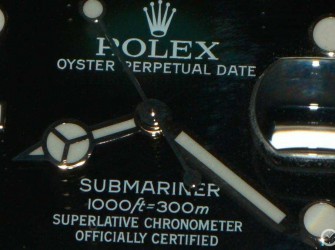 ROLEX
OYSTER PERPETUAL DATE
SUBMARINER
1000ft=300m
SUPERLATIVE CHRONOMETER
OFFICIALLY CERTIFIED